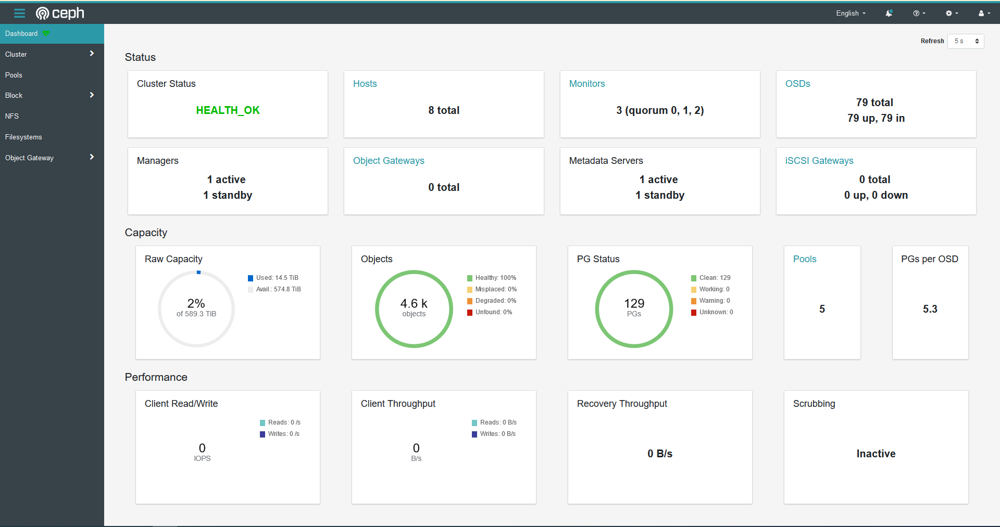 ceph
English
Dashboard
Cluster
Pools
Block
NFS
Filesystems
Object Gateway
Refresh 5 s
Status
Cluster Status
HEALTH_OK
Hosts
8 total
Monitors
3 (quorum 0, 1, 2)
OSDs
79 total
79 up, 79 in
Managers
1 active
1 standby
Object Gateways
0 total
Metadata Servers
1 active
1 standby
iSCSI Gateways
0 total
0 up, 0 down
Capacity
Raw Capacity
2%
of 589.3 TiB
Used: 14.5 TiB
Avail.: 574.8 TiB
Objects
4.6 k
objects
Healthy: 100%
Misplaced: 0%
Degraded: 0%
Unfound: 0%
PG Status
129
PGs
Clean: 129
Working: 0
Warning: 0
Unknown: 0
Pools
5
PGs per OSD
5.3
Performance
Client Read/Write
Reads: 0 /s
Writes: 0 /s
0
IOPS
Client Throughput
Reads: 0 B/s
Writes: 0 B/s
0
B/s
Recovery Throughput
0 B/s
Scrubbing
Inactive